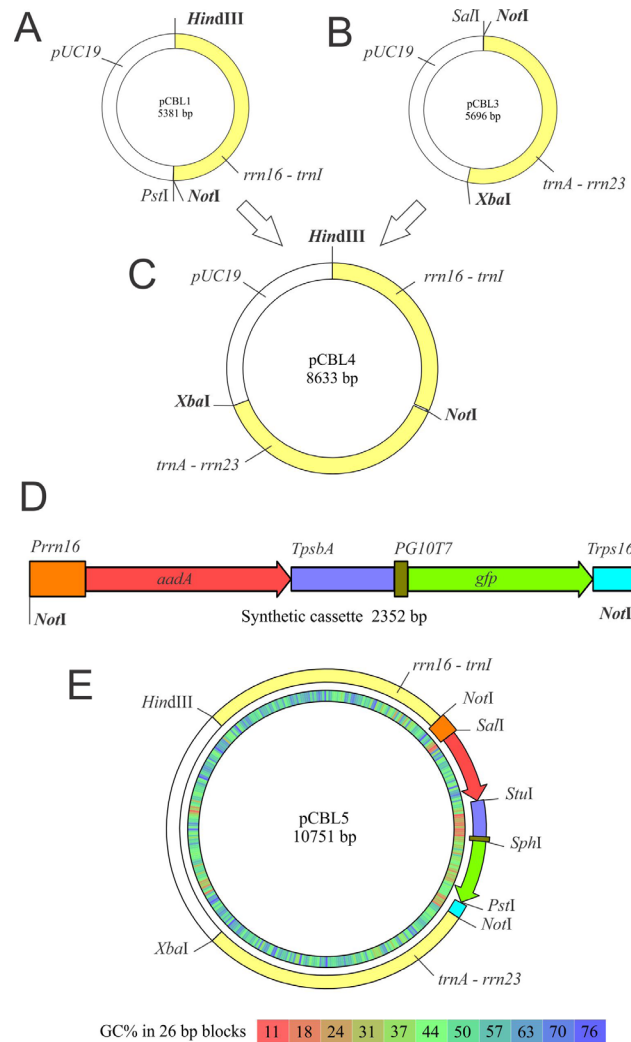 A
HindIII
pUC19
pCBL1
5381 bp
rrn16 - trnI
PstI
NotI
B
SalI
NotI
pUC19
pCBL3
5696 bp
trnA - rrn23
XbaI
C
HindIII
rrn16 - trnI
pUC19
pCBL4
8633 bp
XbaI
NotI
trnA - rrn23
D
Prrn16
TpsbA
PG10T7
Trps16
aadA
gfp
NotI
Synthetic cassette 2352 bp
NotI
E
rrn16 - trnI
HindIII
NotI
SalI
StuI
pCBL5
10751 bp
SphI
PstI
NotI
XbaI
trnA - rrn23
GC% in 26 bp blocks 11 18 24 31 37 44 50 57 63 70 76